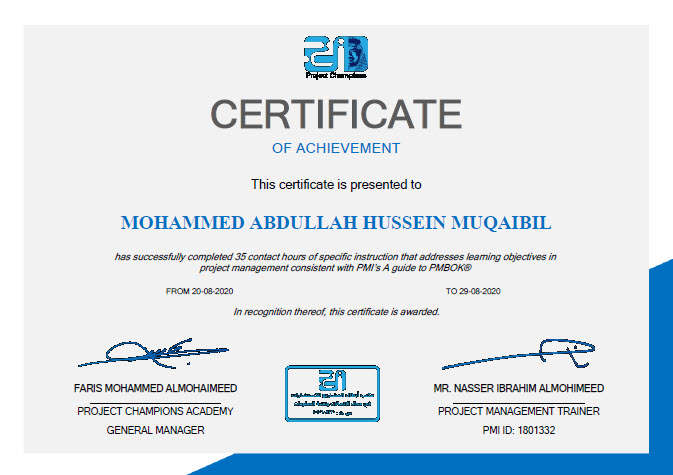 Project Champions
CERTIFICATE
OF ACHIEVEMENT
This certificate is presented to
MOHAMMED ABDULLAH HUSSEIN MUQAIBIL
has successfully completed 35 contact hours of specific instruction that addresses learning objectives in
project management consistent with PMI's A guide to PMBOK®
FROM 20-08-2020 TO 29-08-2020
In recognition thereof, this certificate is awarded.
FARIS MOHAMMED ALMOHAIMEED
PROJECT CHAMPIONS ACADEMY
GENERAL MANAGER
MR. NASSER IBRAHIM ALMOHIMEED
PROJECT MANAGEMENT TRAINER
PMI ID: 1801332